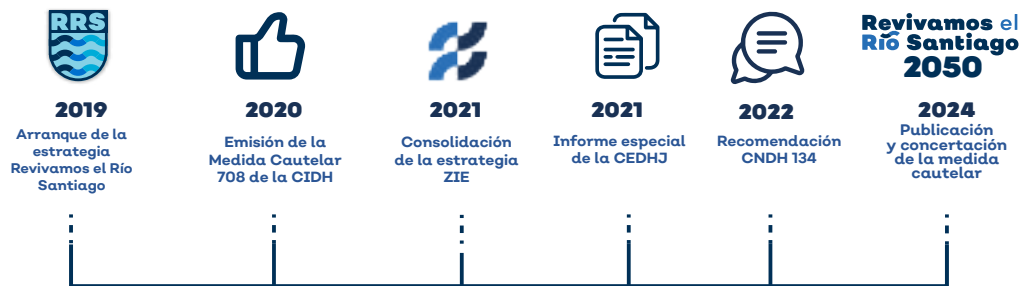 RRS
2019
Arranque de la
estrategia
Revivamos el Río
Santiago
2020
Emisión de la
Medida Cautelar
708 de la CIDH
2021
Consolidación
de la estrategia
ZIE
2021
Informe especial
de la CEDHJ
2022
Recomendación
CNDH 134
Revivamos el
Río Santiago
2050
2024
Publicación
y concertación
de la medida
cautelar